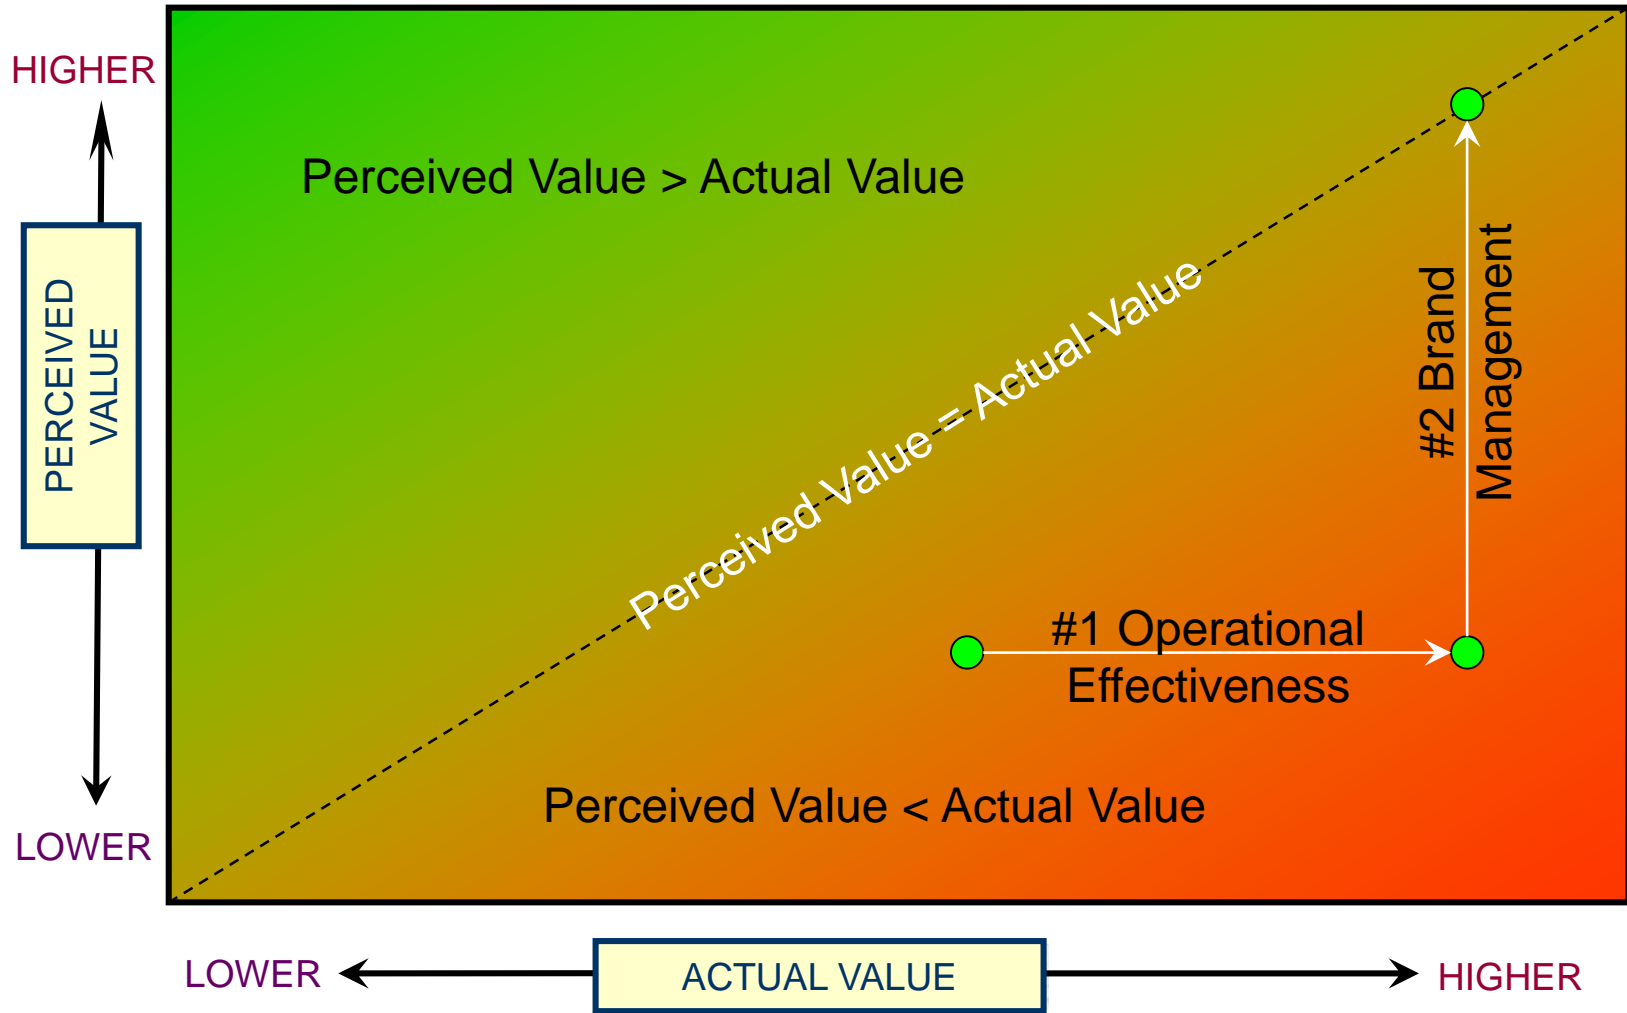 HIGHER
PERCEIVED
VALUE
LOWER
Perceived Value > Actual Value
Perceived Value = Actual Value
#2 Brand
Management
#1 Operational
Effectiveness
Perceived Value < Actual Value
LOWER
ACTUAL VALUE
HIGHER